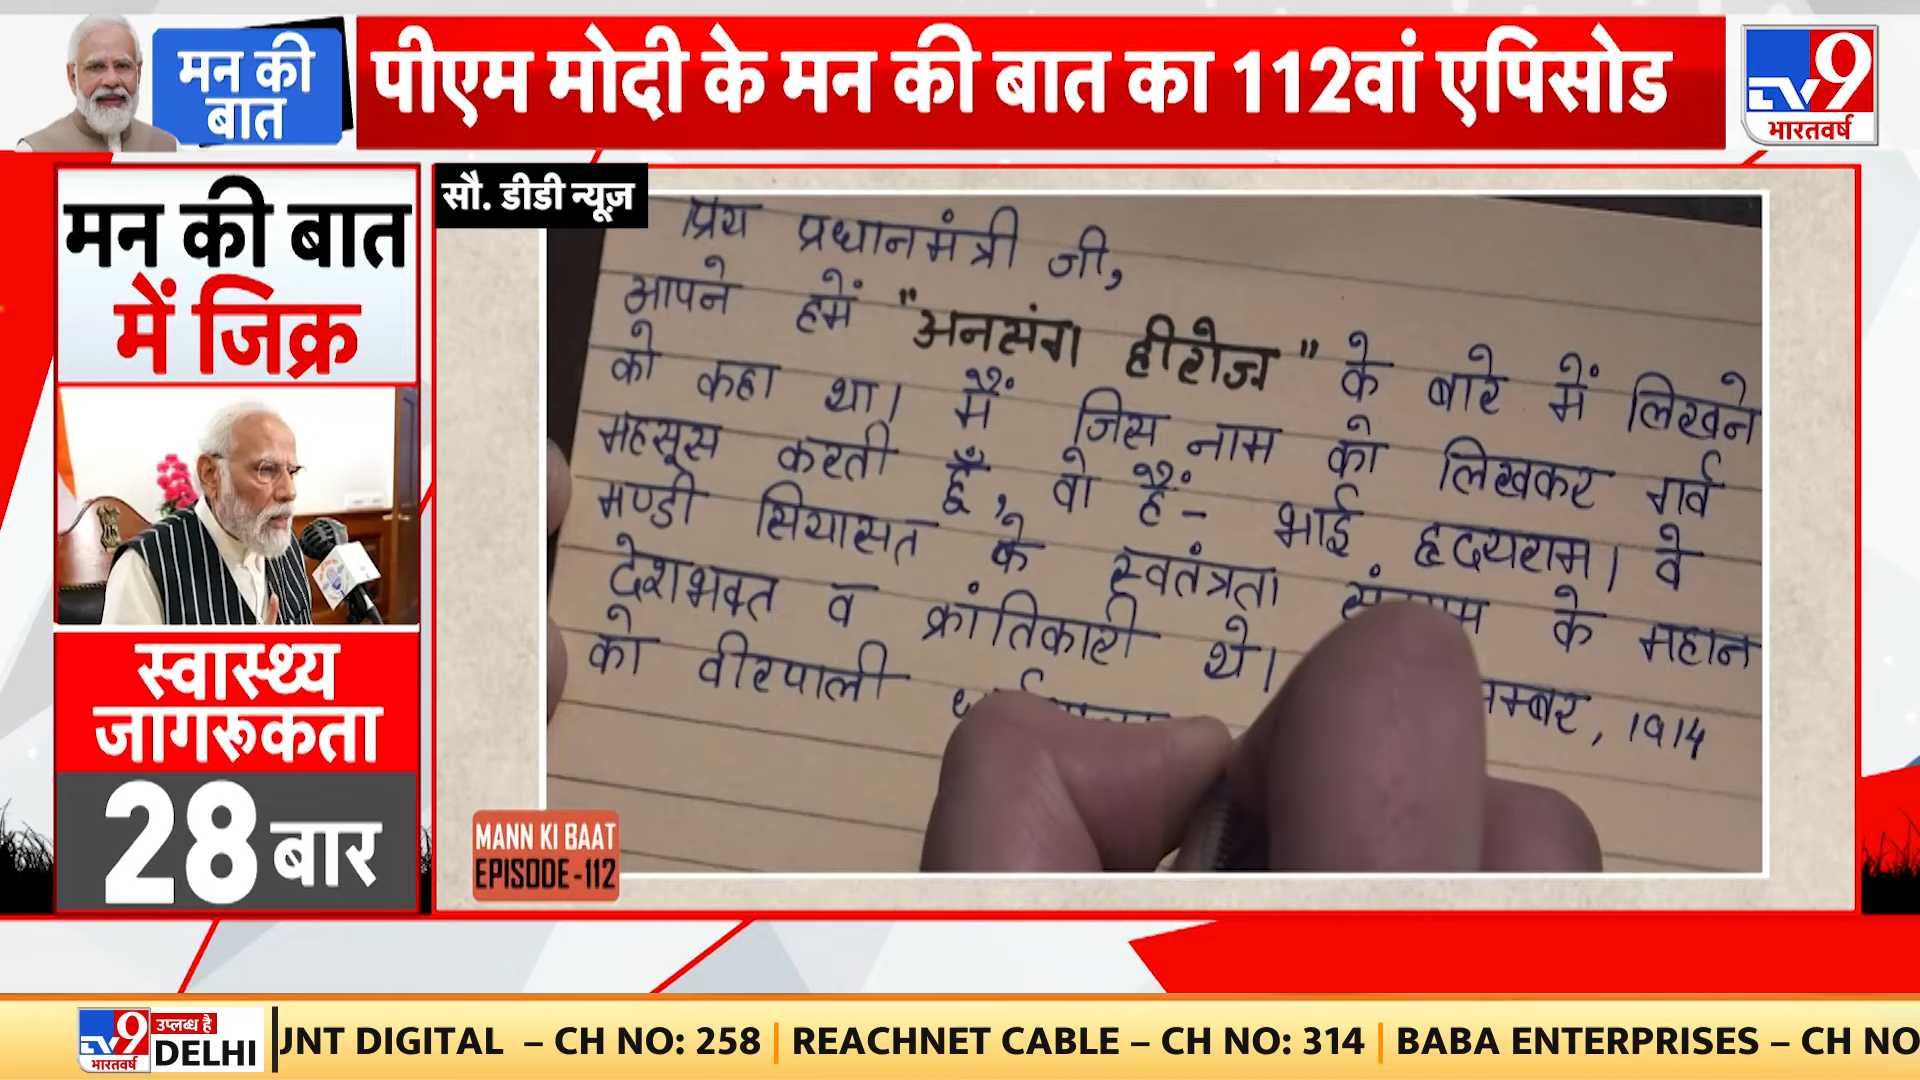 मन की
बात
पीएम मोदी के मन की बात का 112वां एपिसोड
TV9
भारतवर्ष
मन की बात
में जिक्र
स्वास्थ्य
जागरूकता
28 बार
सौ. डीडी न्यूज़
प्रिय प्रधानमंत्री जी,
आपने हमें "अनसंग हीरोज" के बारे में लिखने
को कहा था। मैं जिस नाम को लिखकर गर्व
महसूस करती हूँ, वो हैं- भाई हृदयराम। वे
मण्डी सियासत के स्वतंत्रता के महान
देशभक्त व क्रांतिकारी थे। 1914
को वीरपाली
MANN KI BAAT
EPISODE -112
TV9
भारतवर्ष
उप्लब्ध है
DELHI
JNT DIGITAL – CH NO: 258 | REACHNET CABLE – CH NO: 314 | BABA ENTERPRISES – CH NO